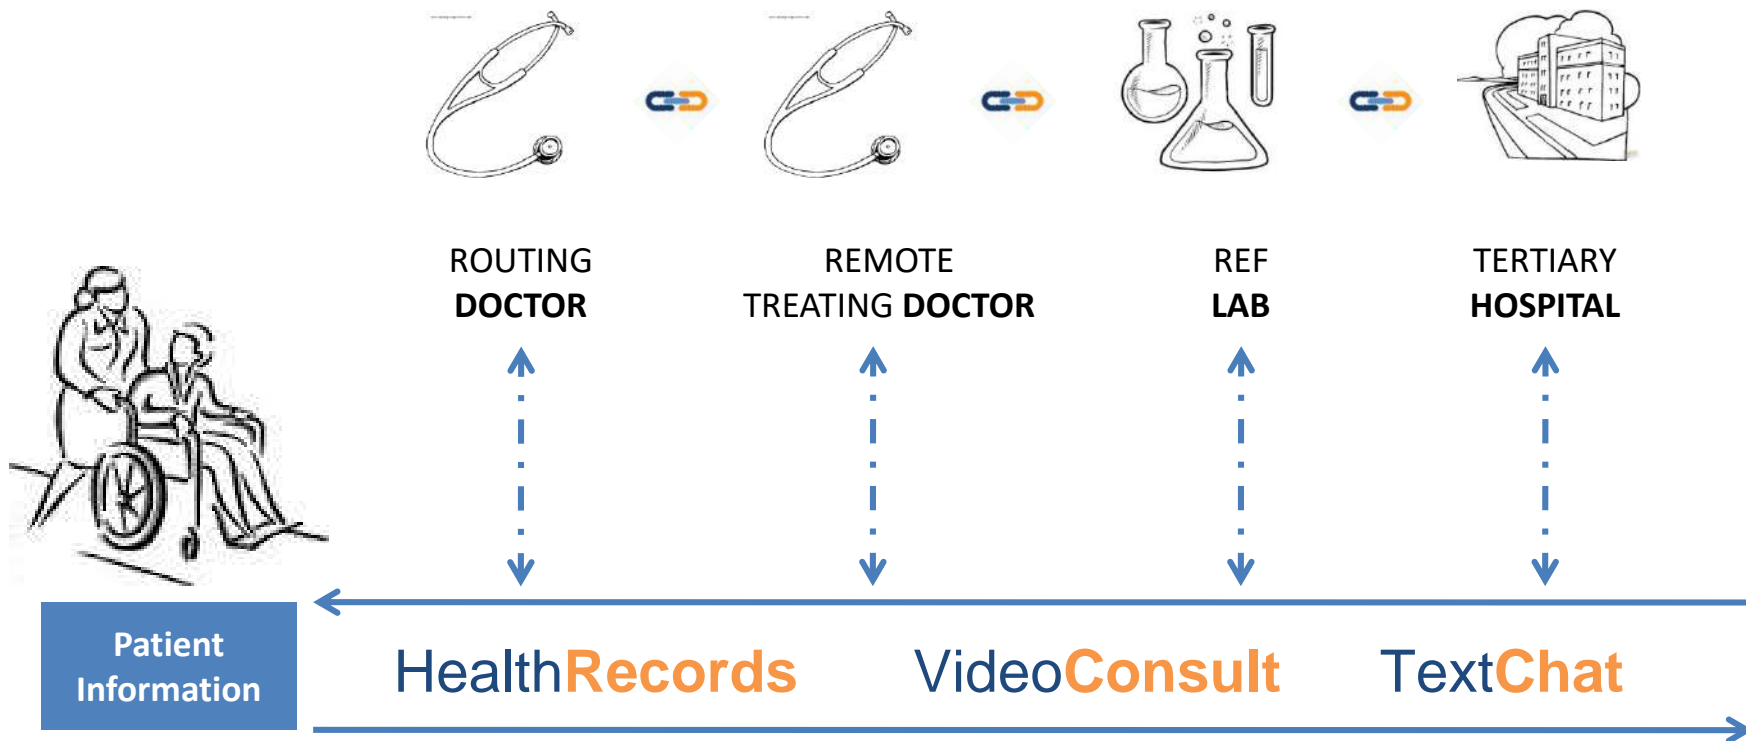 ROUTING
DOCTOR
REMOTE
TREATING DOCTOR
REF
LAB
TERTIARY
HOSPITAL
Patient
Information
HealthRecords
VideoConsult
TextChat